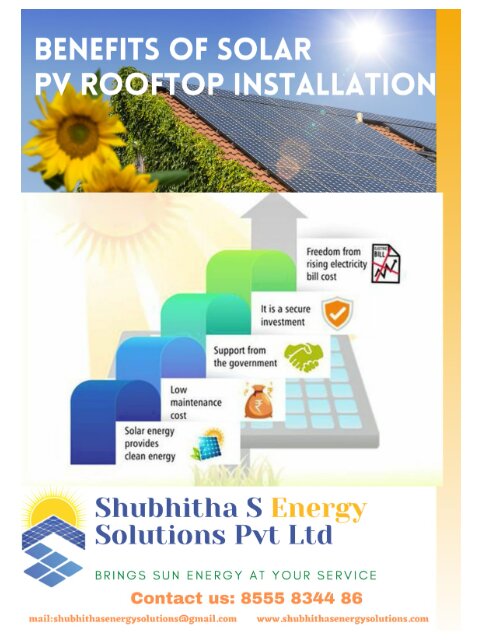 BENEFITS OF SOLAR
PV ROOFTOP INSTALLATION
Freedom from
rising electricity
bill cost
ELECTRIC
BILL
It is a secure
investment
Support from
the government
Low
maintenance
cost
₹
Solar energy
provides
clean energy
Shubhitha S Energy
Solutions Pvt Ltd
BRINGS SUN ENERGY AT YOUR SERVICE
Contact us: 8555 8344 86
mail:shubhithasenergysolutions@gmail.com www.shubhithasenergysolutions.com